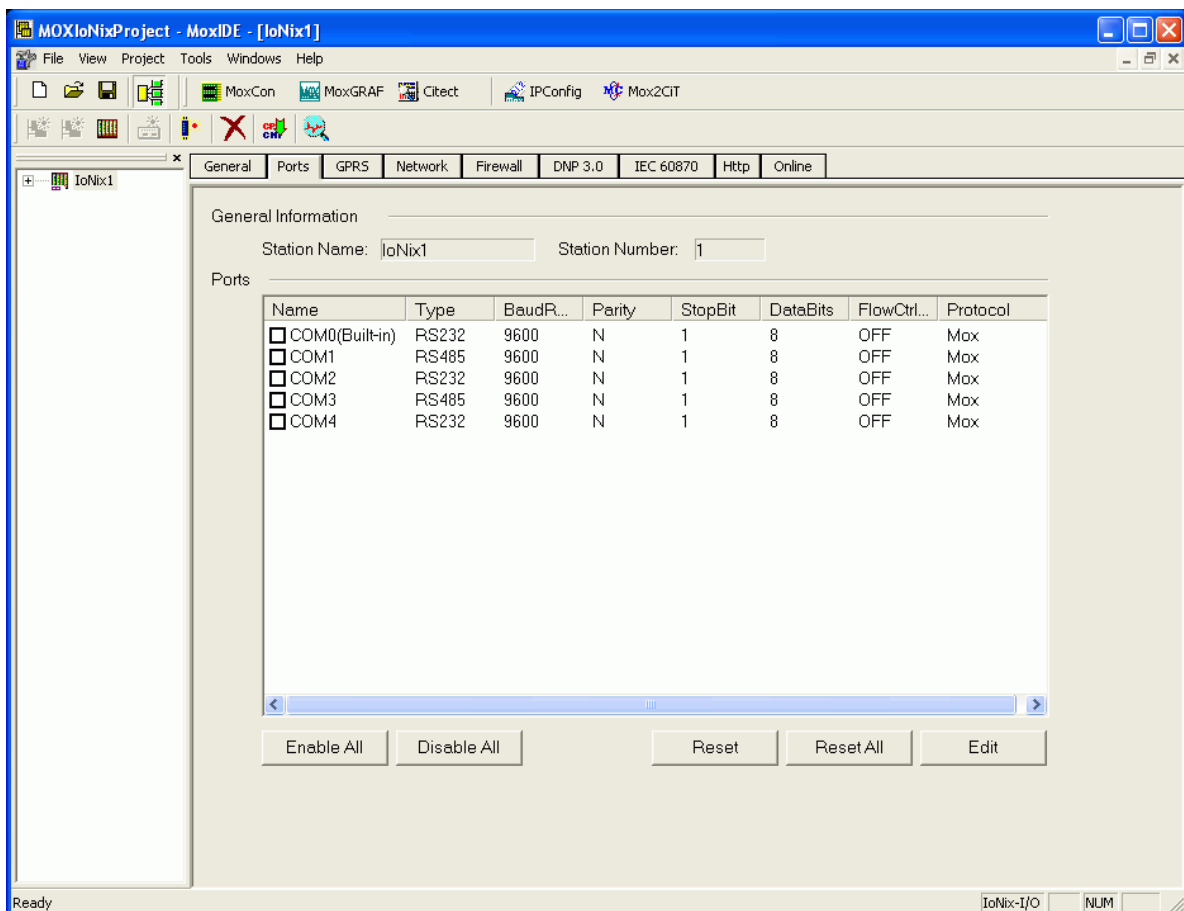 MOXIoNixProject - MoxIDE - [IoNix1]
File View Project Tools Windows Help
MoxCon MoxGRAF Citect IPConfig Mox2CiT
IoNix1
General Ports GPRS Network Firewall DNP 3.0 IEC 60870 Http Online
General Information
Station Name: IoNix1 Station Number: 1
Ports
Name Type BaudR... Parity StopBit DataBits FlowCtrl... Protocol
COM0(Built-in) RS232 9600 N 1 8 OFF Mox
COM1 RS485 9600 N 1 8 OFF Mox
COM2 RS232 9600 N 1 8 OFF Mox
COM3 RS485 9600 N 1 8 OFF Mox
COM4 RS232 9600 N 1 8 OFF Mox
Enable All Disable All Reset Reset All Edit
Ready IoNix-I/O NUM